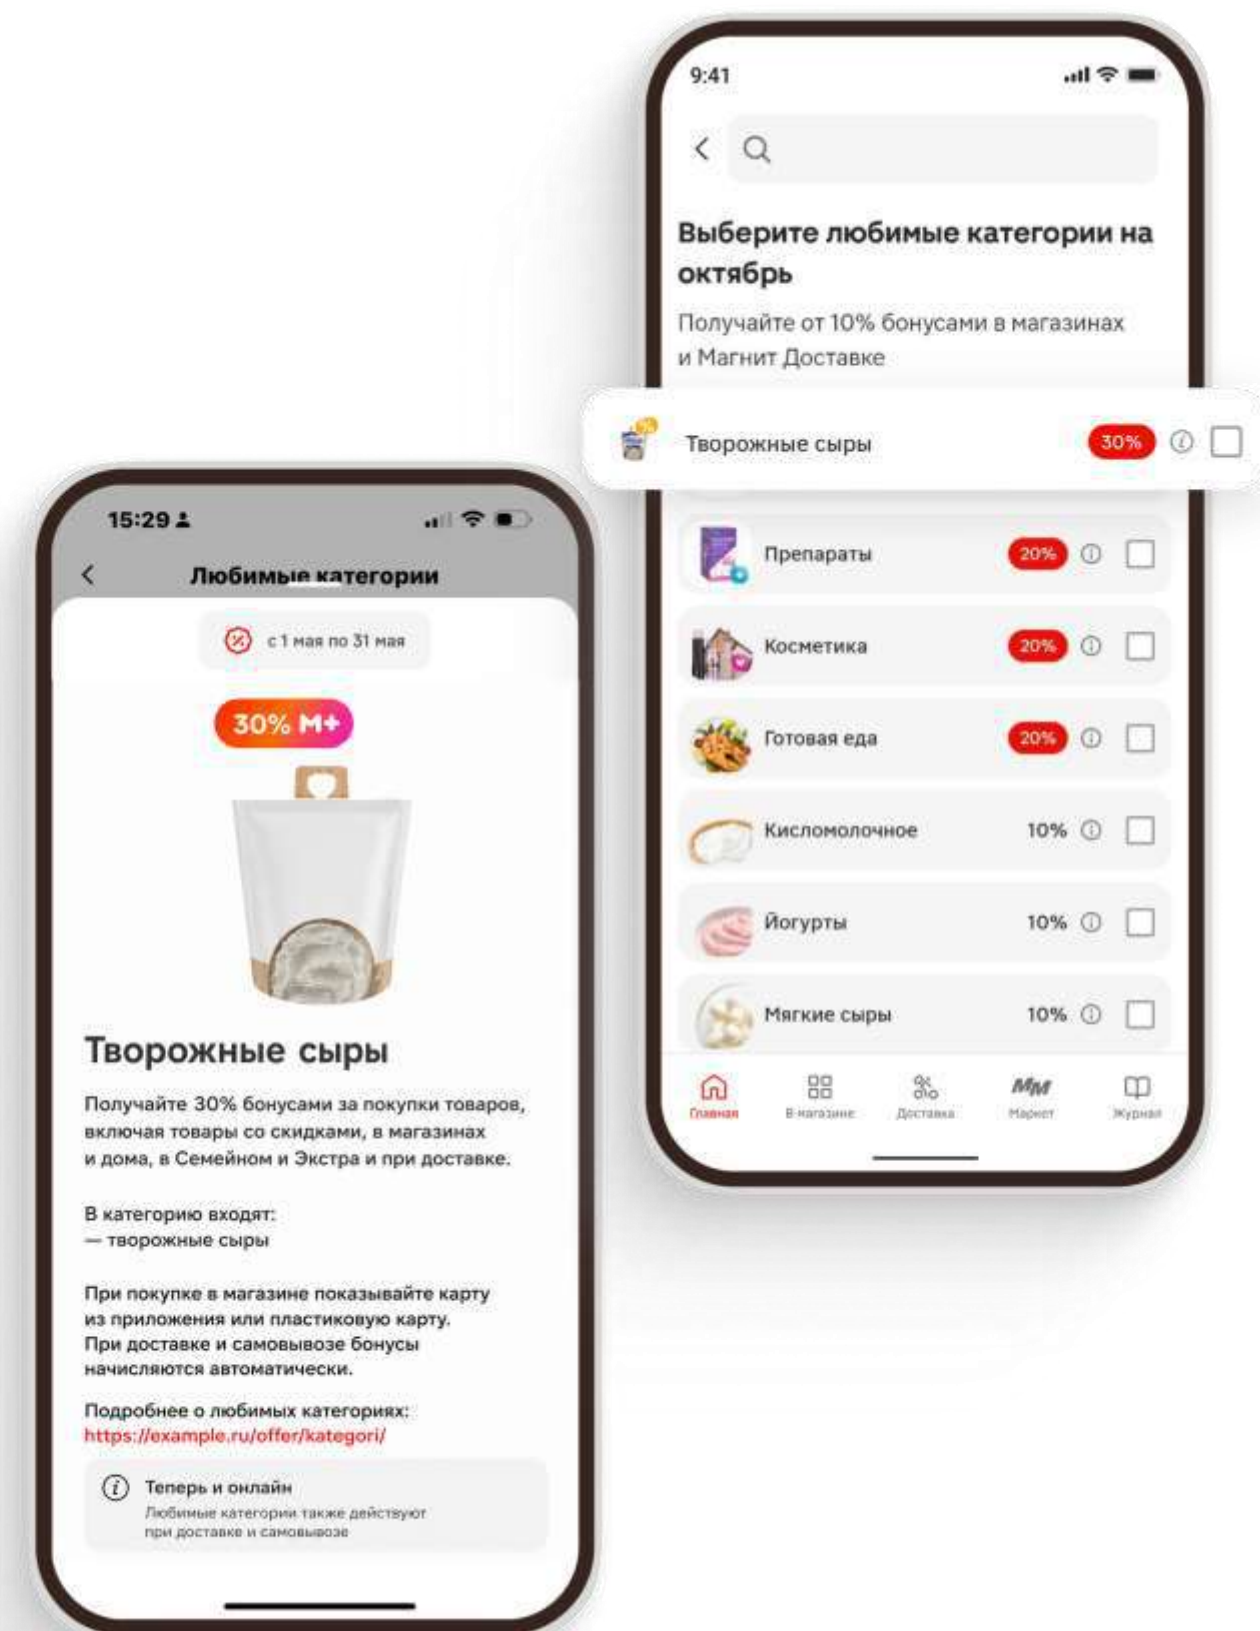 9:41
Выберите любимые категории на
октябрь
Получайте от 10% бонусами в магазинах
и Магнит Доставке
Творожные сыры 30%
Препараты 20%
Косметика 20%
Готовая еда 20%
Кисломолочное 10%
Йогурты 10%
Мягкие сыры 10%
Главная В магазине Доставка Маркет Журнал
15:29
Любимые категории
с 1 мая по 31 мая
30% М+
Творожные сыры
Получайте 30% бонусами за покупки товаров,
включая товары со скидками, в магазинах
и дома, в Семейном и Экстра и при доставке.
В категорию входят:
— творожные сыры
При покупке в магазине показывайте карту
из приложения или пластиковую карту.
При доставке и самовывозе бонусы
начисляются автоматически.
Подробнее о любимых категориях:
https://example.ru/offer/kategori/
Теперь и онлайн
Любимые категории также действуют
при доставке и самовывозе